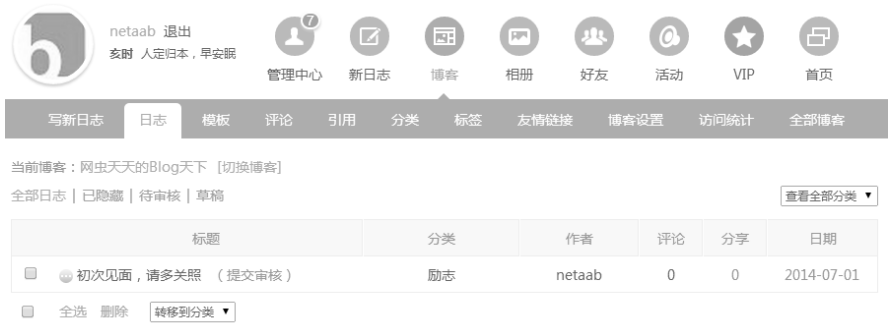 netaab 退出
亥时 人定归本，早安眠
7
管理中心 新日志 博客 相册 好友 活动 VIP 首页
写新日志 日志 模板 评论 引用 分类 标签 友情链接 博客设置 访问统计 全部博客
当前博客：网虫天天的Blog天下 [切换博客]
全部日志 | 已隐藏 | 待审核 | 草稿 查看全部分类 ▼
标题 分类 作者 评论 分享 日期
初次见面，请多关照 （提交审核） 励志 netaab 0 0 2014-07-01
全选 删除 转移到分类 ▼